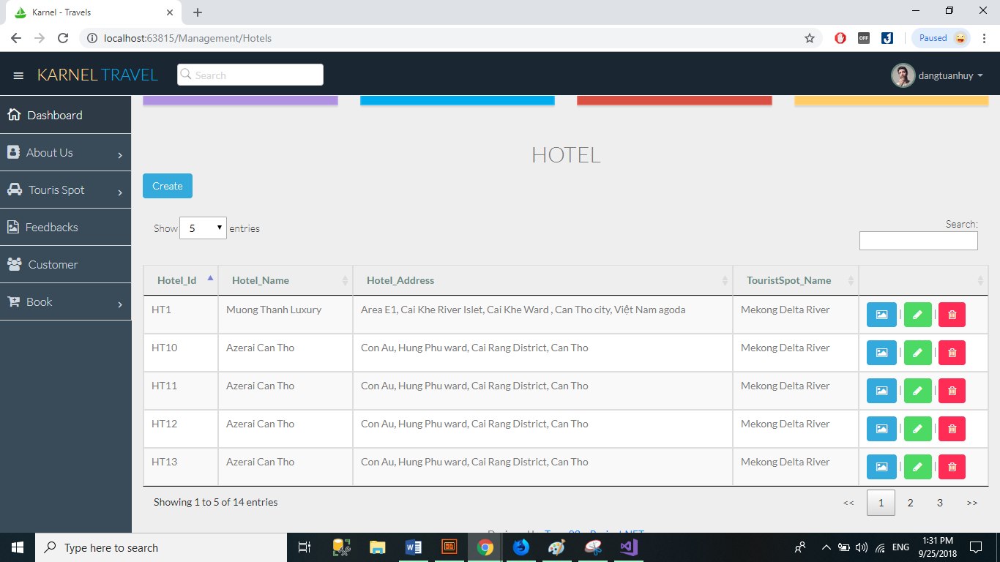 Karnel - Travels
localhost:63815/Management/Hotels
OFF
Paused
KARNEL TRAVEL
Search
dangtuanhuy
Dashboard
About Us
Touris Spot
Feedbacks
Customer
Book
HOTEL
Create
Show 5 entries
Search:
Hotel_Id Hotel_Name Hotel_Address TouristSpot_Name
HT1 Muong Thanh Luxury Area E1, Cai Khe River Islet, Cai Khe Ward , Can Tho city, Việt Nam agoda Mekong Delta River | |
HT10 Azerai Can Tho Con Au, Hung Phu ward, Cai Rang District, Can Tho Mekong Delta River | |
HT11 Azerai Can Tho Con Au, Hung Phu ward, Cai Rang District, Can Tho Mekong Delta River | |
HT12 Azerai Can Tho Con Au, Hung Phu ward, Cai Rang District, Can Tho Mekong Delta River | |
HT13 Azerai Can Tho Con Au, Hung Phu ward, Cai Rang District, Can Tho Mekong Delta River | |
Showing 1 to 5 of 14 entries
<< 1 2 3 >>
Type here to search
ENG
1:31 PM
9/25/2018